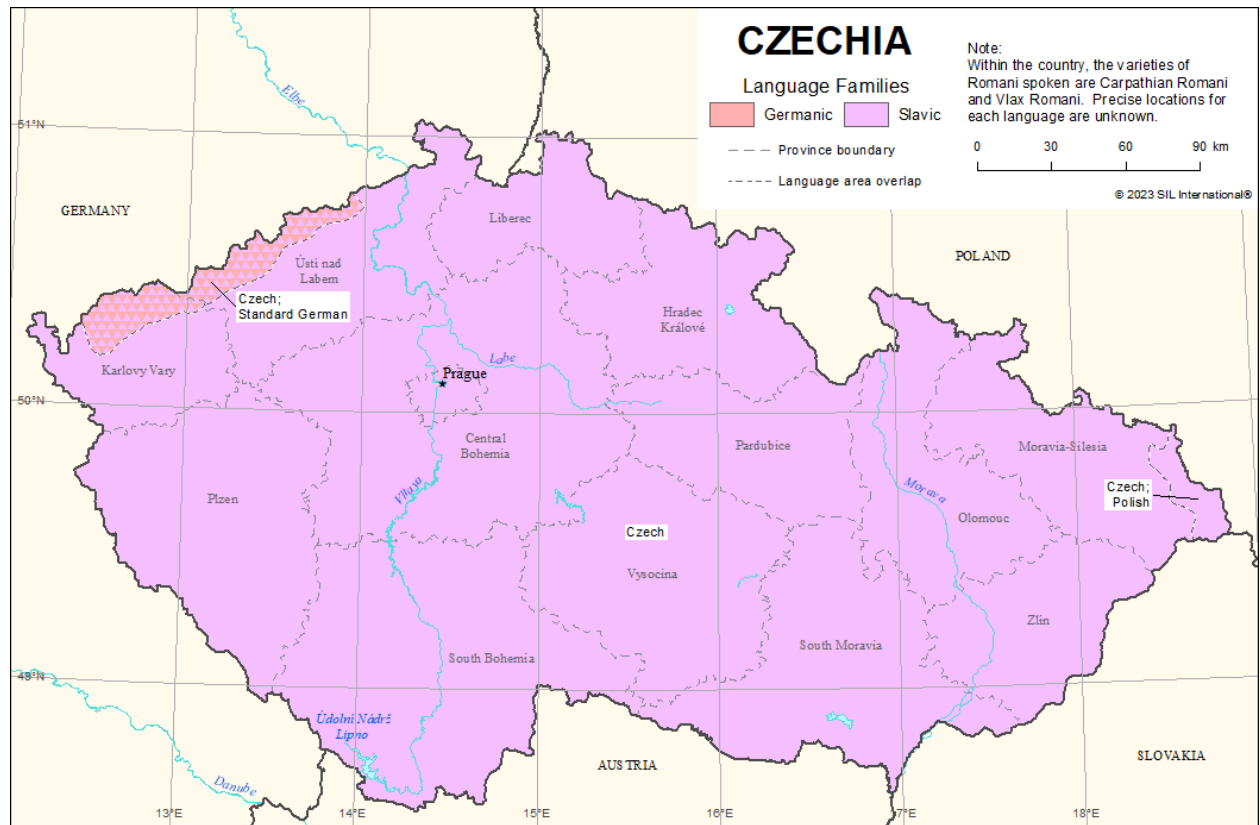 CZECHIA
Language Families
Germanic
Slavic
Province boundary
Language area overlap
Note:
Within the country, the varieties of
Romani spoken are Carpathian Romani
and Vlax Romani. Precise locations for
each language are unknown.
0 30 60 90 km
© 2023 SIL International®
Elbe
51°N
GERMANY
POLAND
Liberec
Ústí nad
Labem
Czech;
Standard German
Hradec
Králové
Karlovy Vary
Labe
Prague
50°N
Central
Bohemia
Pardubice
Moravia-Silesia
Plzen
Vltava
Morava
Czech;
Polish
Olomouc
Czech
Vysocina
Zlín
South Bohemia
South Moravia
49°N
Údolní Nádrž
Lipno
AUSTRIA
SLOVAKIA
Danube
13°E
14°E
15°E
16°E
17°E
18°E